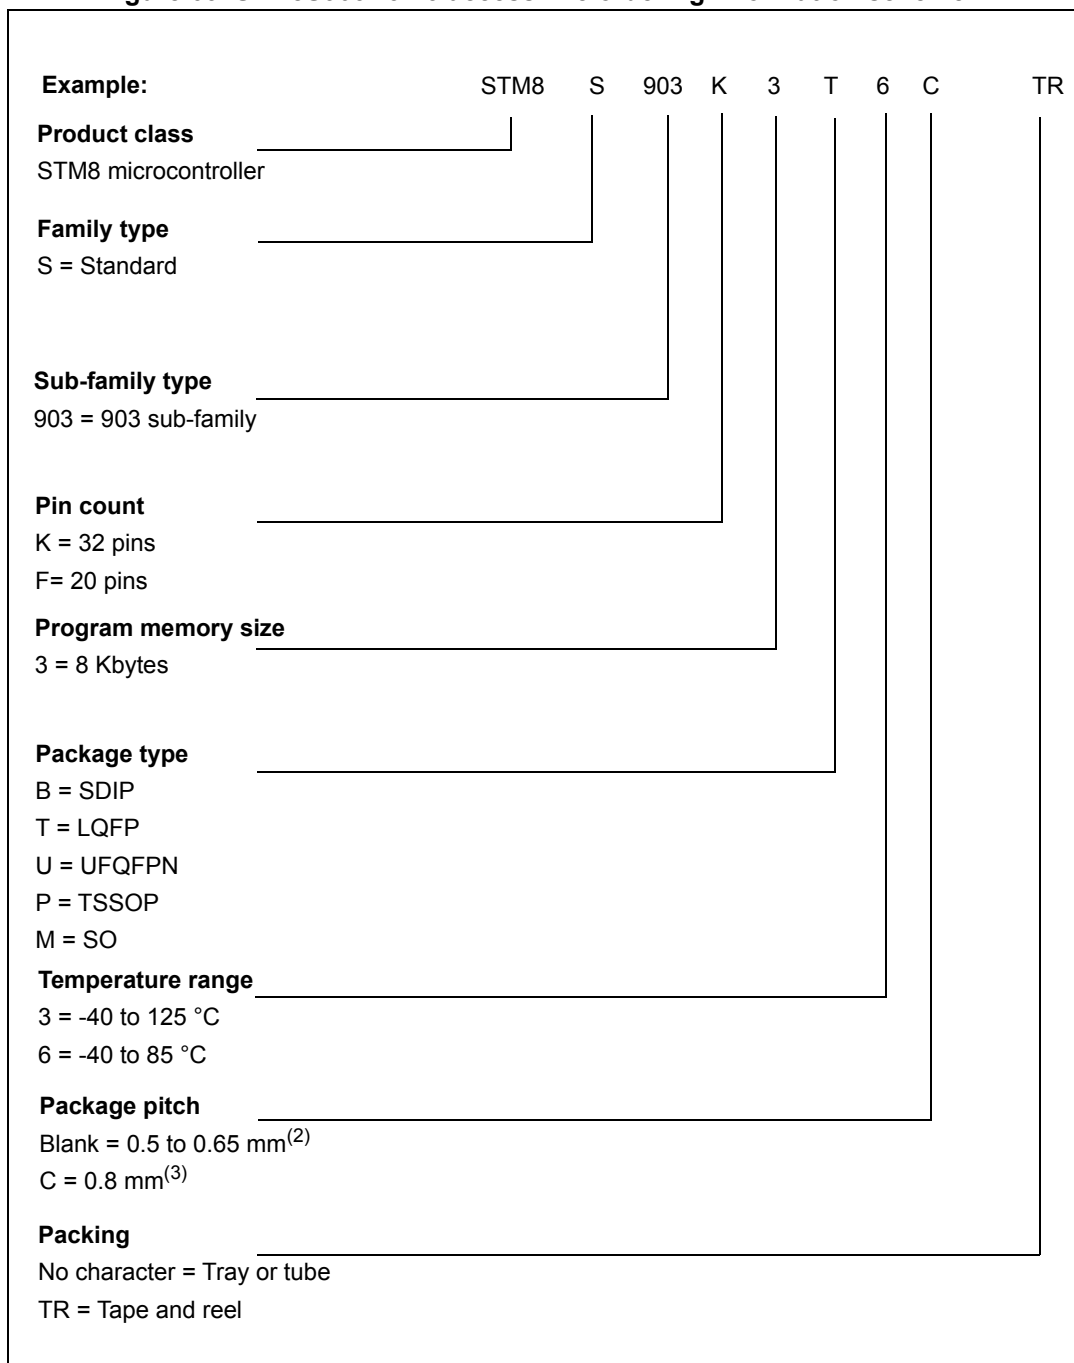 Example: STM8 S 903 K 3 T 6 C TR
Product class
STM8 microcontroller
Family type
S = Standard
Sub-family type
903 = 903 sub-family
Pin count
K = 32 pins
F= 20 pins
Program memory size
3 = 8 Kbytes
Package type
B = SDIP
T = LQFP
U = UFQFPN
P = TSSOP
M = SO
Temperature range
3 = -40 to 125 °C
6 = -40 to 85 °C
Package pitch
Blank = 0.5 to 0.65 mm(2)
C = 0.8 mm(3)
Packing
No character = Tray or tube
TR = Tape and reel